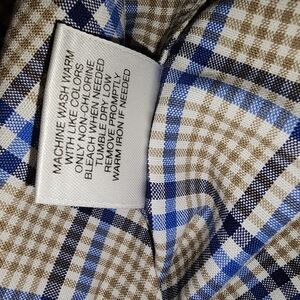 MACHINE WASH WARM
WITH LIKE COLORS
ONLY NON-CHLORINE
BLEACH WHEN NEEDED
TUMBLE DRY LOW
REMOVE PROMPTLY
WARM IRON IF NEEDED